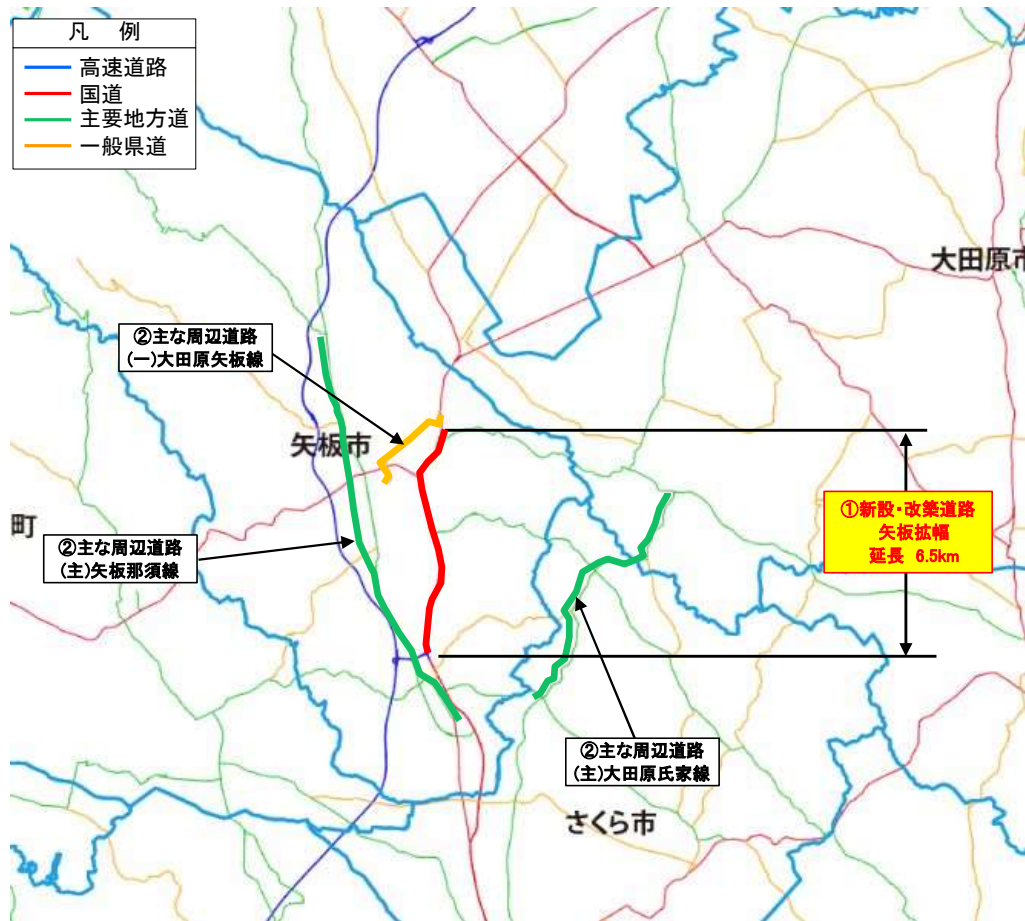 凡　例
高速道路
国道
主要地方道
一般県道
大田原市
②主な周辺道路
(一)大田原矢板線
矢板市
①新設・改築道路
矢板拡幅
延長 6.5km
町
②主な周辺道路
(主)矢板那須線
②主な周辺道路
(主)大田原氏家線
さくら市